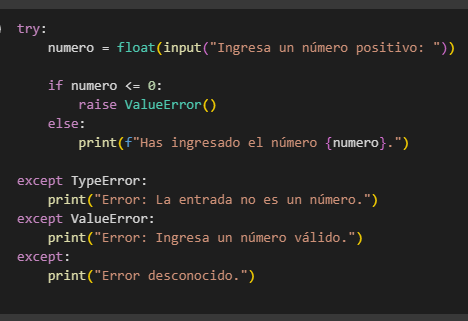 try:
    numero = float(input("Ingresa un número positivo: "))
    if numero <= 0:
        raise ValueError()
    else:
        print(f"Has ingresado el número {numero}.")
except TypeError:
    print("Error: La entrada no es un número.")
except ValueError:
    print("Error: Ingresa un número válido.")
except:
    print("Error desconocido.")